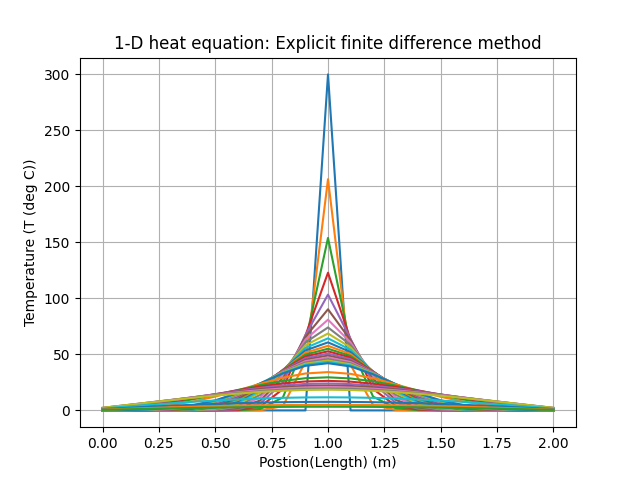 1-D heat equation: Explicit finite difference method
Temperature (T (deg C))
300
250
200
150
100
50
0
0.00 0.25 0.50 0.75 1.00 1.25 1.50 1.75 2.00
Postion(Length) (m)